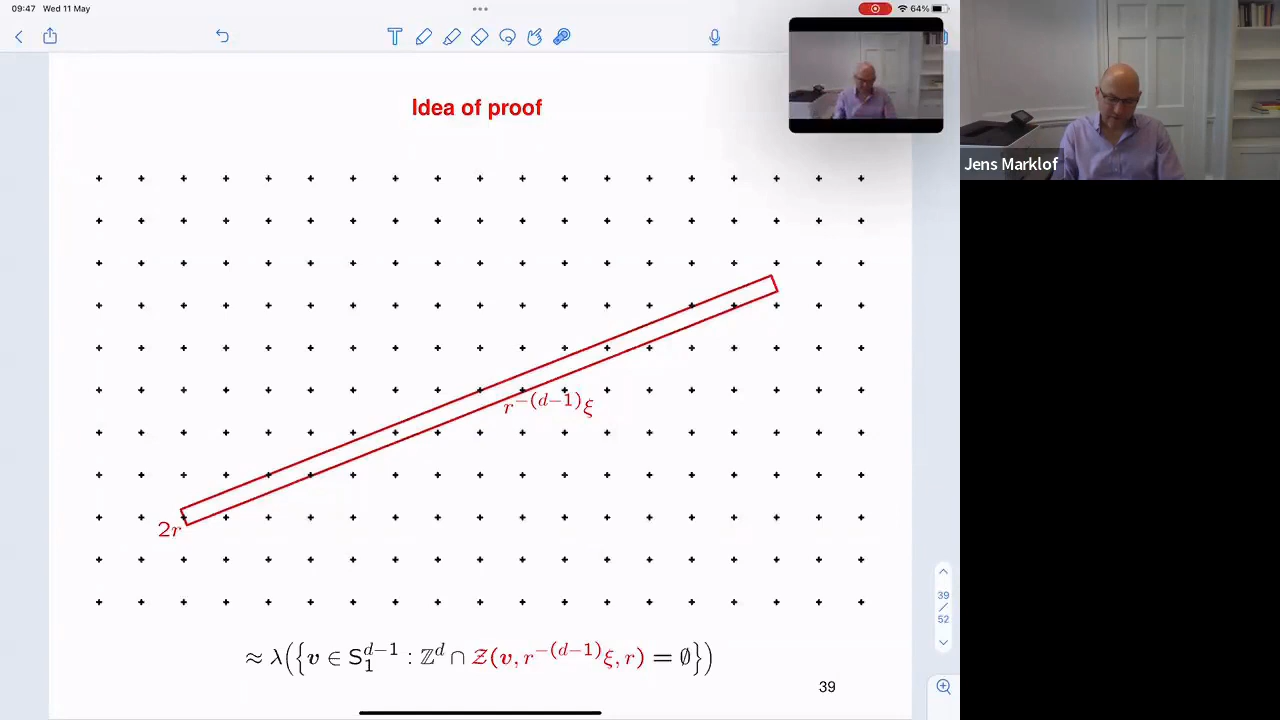 09:47 Wed 11 May
64%
Idea of proof
Jens Marklof
r^{-(d-1)}ξ
2r
39
/
52
≈ λ({v ∈ S_1^{d-1} : ℤ^d ∩ 𝒵(v, r^{-(d-1)}ξ, r) = ∅})
39